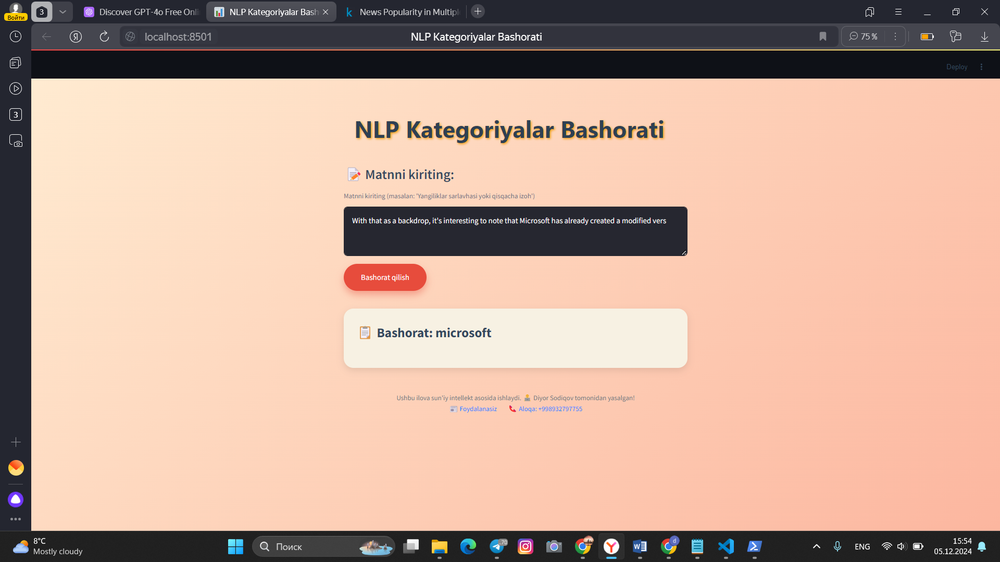 Войти
3
Discover GPT-4o Free Onli
NLP Kategoriyalar Bash
News Popularity in Multipl
localhost:8501
NLP Kategoriyalar Bashorati
75 %
3
Deploy
NLP Kategoriyalar Bashorati
Matnni kiriting:
Matnni kiriting (masalan: 'Yangiliklar sarlavhasi yoki qisqacha izoh')
With that as a backdrop, it's interesting to note that Microsoft has already created a modified vers
Bashorat qilish
Bashorat: microsoft
Ushbu ilova sun'iy intellekt asosida ishlaydi. Diyor Sodiqov tomonidan yasalgan!
Foydalanasiz Aloqa: +998932797755
8°C
Mostly cloudy
Поиск
..70
d
ENG
15:54
05.12.2024